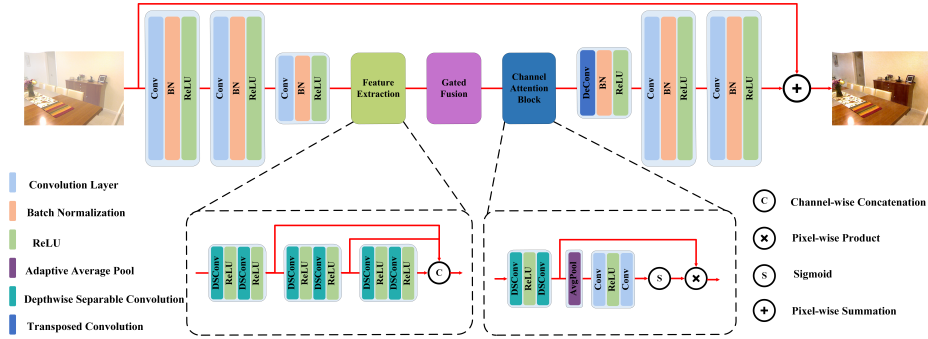 Conv
BN
ReLU
Conv
BN
ReLU
Conv
BN
ReLU
Feature
Extraction
Gated
Fusion
Channel
Attention
Block
DeConv
BN
ReLU
Conv
BN
ReLU
Conv
BN
ReLU
+
Convolution Layer
Batch Normalization
ReLU
Adaptive Average Pool
Depthwise Separable Convolution
Transposed Convolution
DSConv
ReLU
DSConv
ReLU
DSConv
ReLU
DSConv
ReLU
DSConv
ReLU
DSConv
ReLU
C
DSConv
ReLU
DSConv
AvgPool
Conv
ReLU
Conv
S
×
C
Channel-wise Concatenation
×
Pixel-wise Product
S
Sigmoid
+
Pixel-wise Summation